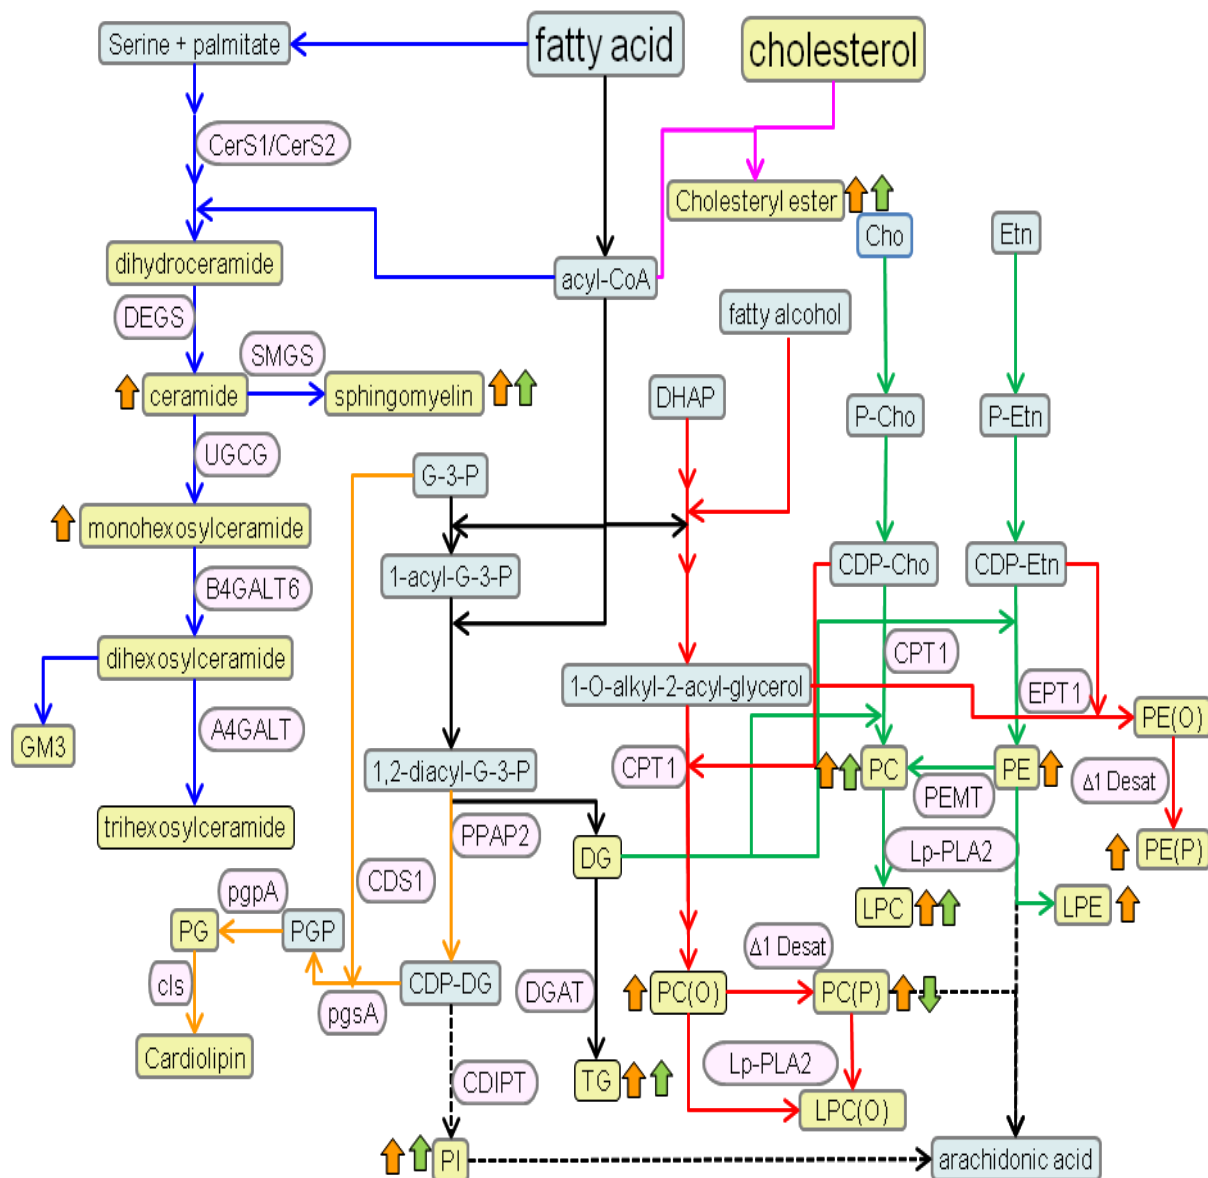 fatty acid
cholesterol
Serine + palmitate
CerS1/CerS2
Cholesteryl ester
Cho
Etn
dihydroceramide
acyl-CoA
DEGS
fatty alcohol
SMGS
ceramide
sphingomyelin
DHAP
P-Cho
P-Etn
UGCG
G-3-P
monohexosylceramide
1-acyl-G-3-P
CDP-Cho
CDP-Etn
B4GALT6
dihexosylceramide
CPT1
1-O-alkyl-2-acyl-glycerol
EPT1
PE(O)
GM3
A4GALT
1,2-diacyl-G-3-P
CPT1
PC
PE
PEMT
Δ1 Desat
trihexosylceramide
PPAP2
DG
Lp-PLA2
PE(P)
CDS1
pgpA
LPC
LPE
PG
PGP
Δ1 Desat
cls
CDP-DG
DGAT
PC(O)
PC(P)
pgsA
Cardiolipin
CDIPT
TG
Lp-PLA2
LPC(O)
PI
arachidonic acid